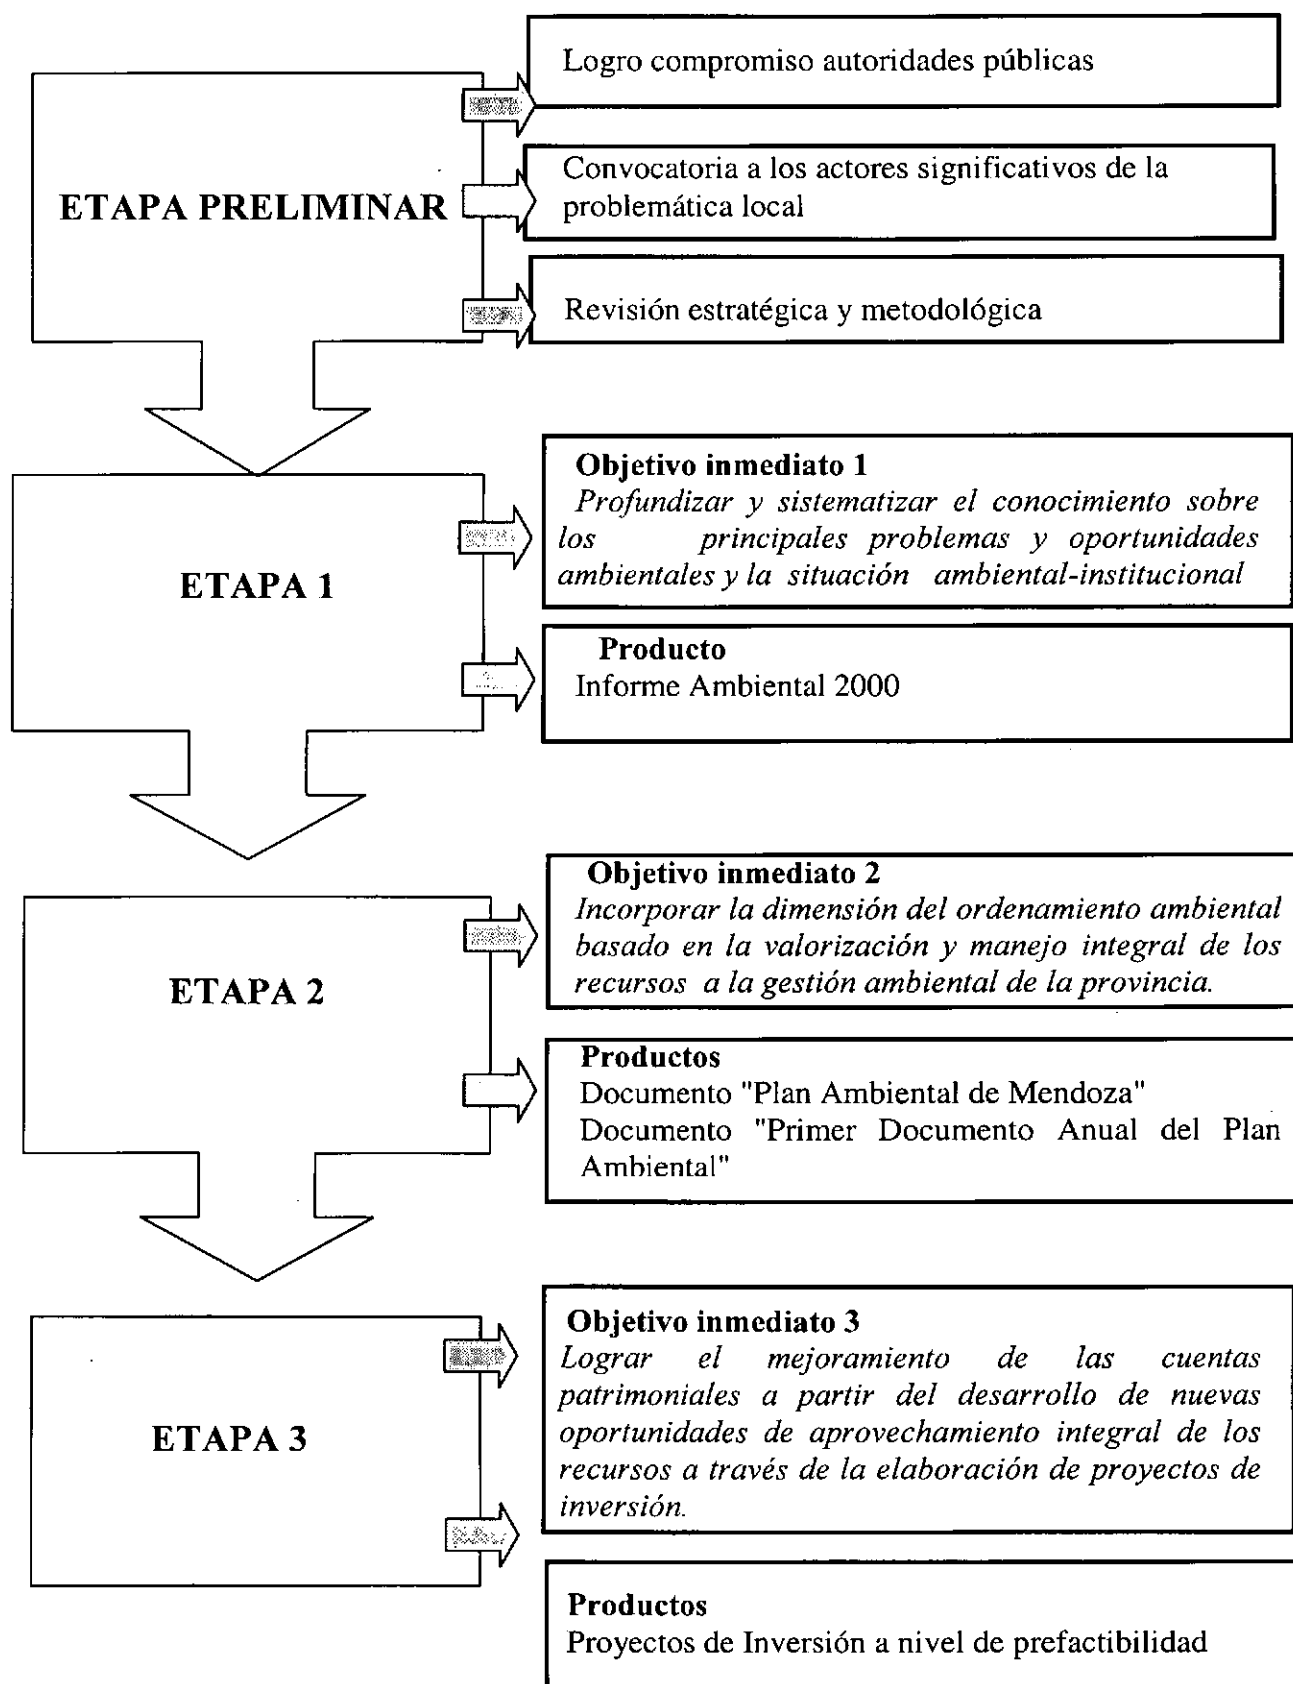 Logro compromiso autoridades públicas
ETAPA PRELIMINAR
Convocatoria a los actores significativos de la
problemática local
Revisión estratégica y metodológica
ETAPA 1
Objetivo inmediato 1
Profundizar y sistematizar el conocimiento sobre
los principales problemas y oportunidades
ambientales y la situación ambiental-institucional
Producto
Informe Ambiental 2000
ETAPA 2
Objetivo inmediato 2
Incorporar la dimensión del ordenamiento ambiental
basado en la valorización y manejo integral de los
recursos a la gestión ambiental de la provincia.
Productos
Documento "Plan Ambiental de Mendoza"
Documento "Primer Documento Anual del Plan
Ambiental"
ETAPA 3
Objetivo inmediato 3
Lograr el mejoramiento de las cuentas
patrimoniales a partir del desarrollo de nuevas
oportunidades de aprovechamiento integral de los
recursos a través de la elaboración de proyectos de
inversión.
Productos
Proyectos de Inversión a nivel de prefactibilidad